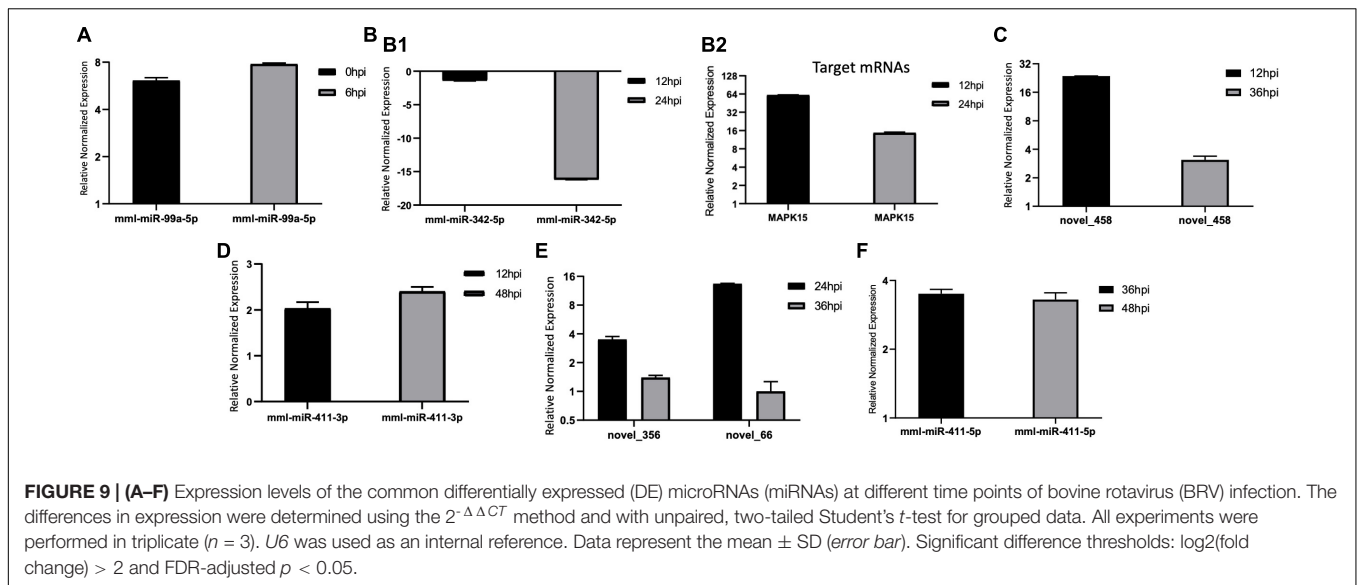 A
Relative Normalized Expression
8
4
2
1
mml-miR-99a-5p
mml-miR-99a-5p
0hpi
6hpi
B
B1
Relative Normalized Expression
0
-5
-10
-15
-20
mml-miR-342-5p
mml-miR-342-5p
12hpi
24hpi
B2
Target mRNAs
Relative Normalized Expression
128
64
32
16
8
4
2
1
MAPK15
MAPK15
12hpi
24hpi
C
Relative Normalized Expression
32
16
8
4
2
1
novel_458
novel_458
12hpi
36hpi
D
Relative Normalized Expression
3
2
2
1
0
mml-miR-411-3p
mml-miR-411-3p
12hpi
48hpi
E
Relative Normalized Expression
16
8
4
2
1
0.5
novel_356
novel_66
24hpi
36hpi
F
Relative Normalized Expression
4
2
1
mml-miR-411-5p
mml-miR-411-5p
36hpi
48hpi
FIGURE 9 | (A–F) Expression levels of the common differentially expressed (DE) microRNAs (miRNAs) at different time points of bovine rotavirus (BRV) infection. The
differences in expression were determined using the 2^-ΔΔCT method and with unpaired, two-tailed Student's t-test for grouped data. All experiments were
performed in triplicate (n = 3). U6 was used as an internal reference. Data represent the mean ± SD (error bar). Significant difference thresholds: log2(fold
change) > 2 and FDR-adjusted p < 0.05.